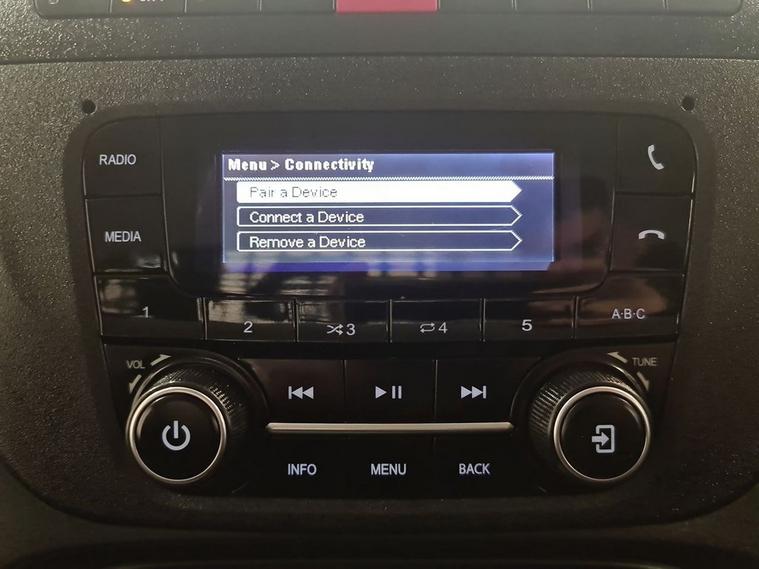 RADIO
Menu > Connectivity
Pair a Device
Connect a Device
Remove a Device
MEDIA
1
2
3
4
5
A·B·C
VOL
TUNE
INFO
MENU
BACK